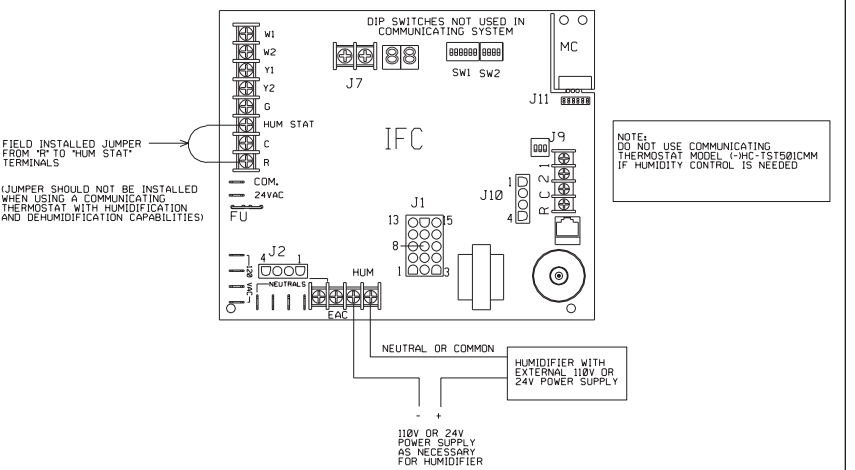 DIP SWITCHES NOT USED IN
COMMUNICATING SYSTEM
W1
W2
Y1
Y2
G
HUM STAT
C
R
COM.
24VAC
FU
J7
88
SW1 SW2
MC
J11
IFC
J9
R C 2 1
J10
1
4
J1
13
15
8
1
3
J2
4
1
120 VAC
NEUTRALS
HUM
EAC
FIELD INSTALLED JUMPER
FROM "R" TO "HUM STAT"
TERMINALS
(JUMPER SHOULD NOT BE INSTALLED
WHEN USING A COMMUNICATING
THERMOSTAT WITH HUMIDIFICATION
AND DEHUMIDIFICATION CAPABILITIES)
NOTE:
DO NOT USE COMMUNICATING
THERMOSTAT MODEL (-)HC-TST501CMM
IF HUMIDITY CONTROL IS NEEDED
NEUTRAL OR COMMON
HUMIDIFIER WITH
EXTERNAL 110V OR
24V POWER SUPPLY
- +
110V OR 24V
POWER SUPPLY
AS NECESSARY
FOR HUMIDIFIER